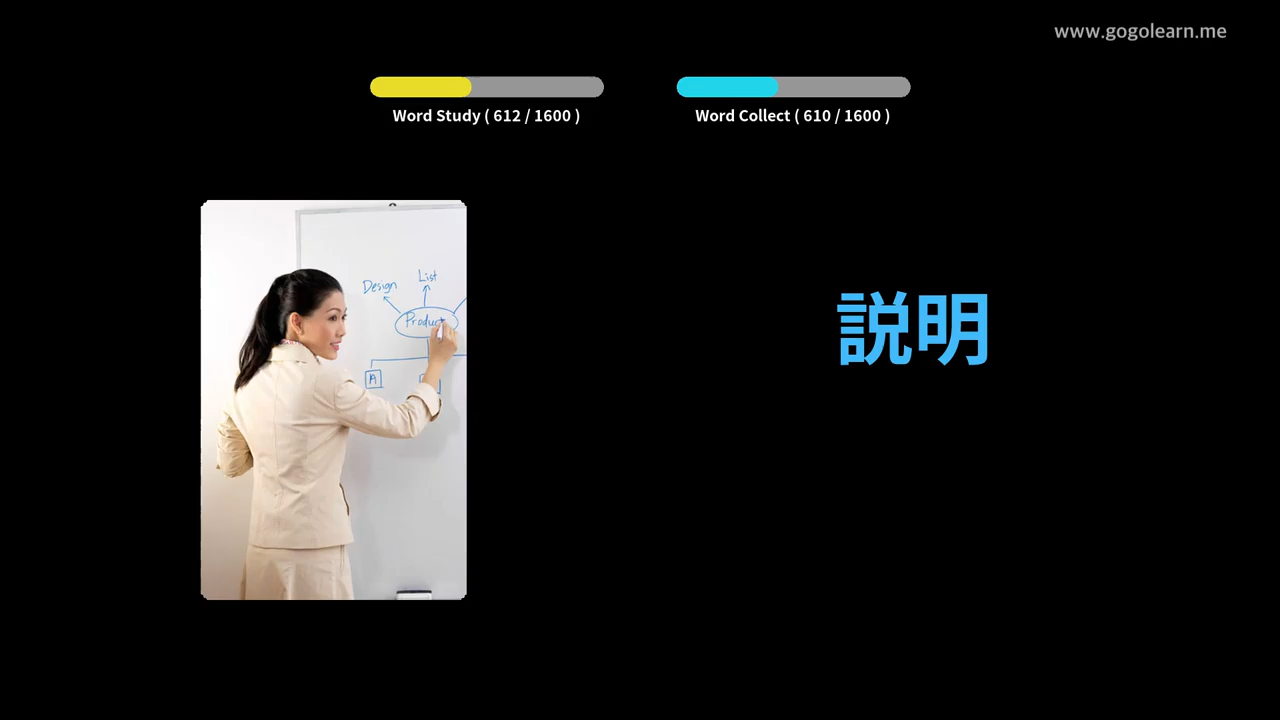 www.gogolearn.me
Word Study ( 612 / 1600 )
Word Collect ( 610 / 1600 )
List
Design
Product
A
説明